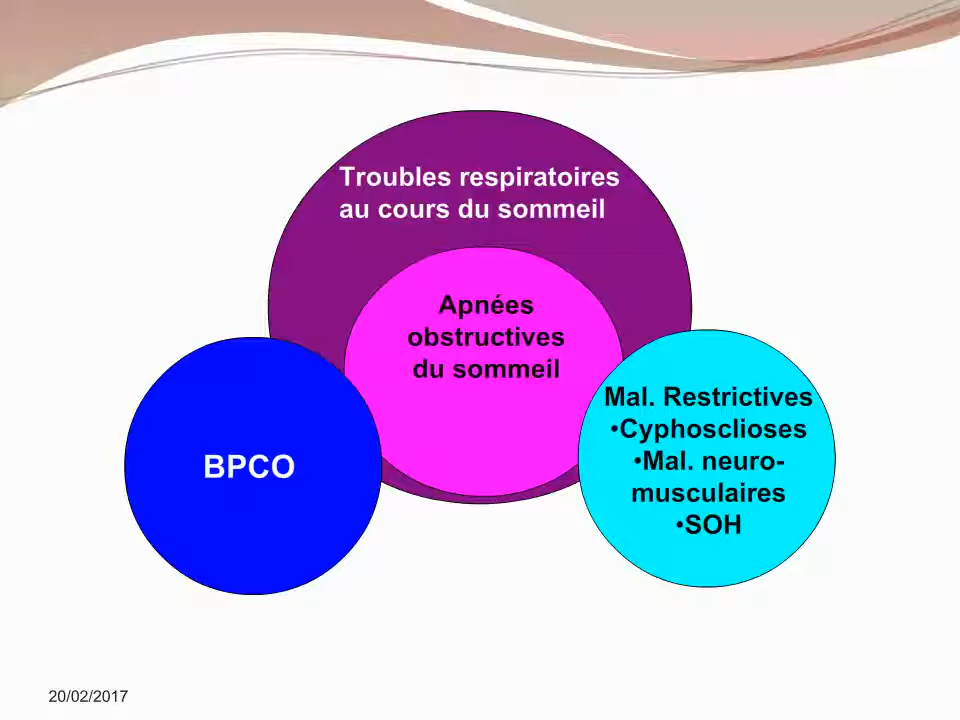 Troubles respiratoires
au cours du sommeil
Apnées
obstructives
du sommeil
BPCO
Mal. Restrictives
•Cyphosclioses
•Mal. neuro-
musculaires
•SOH
20/02/2017